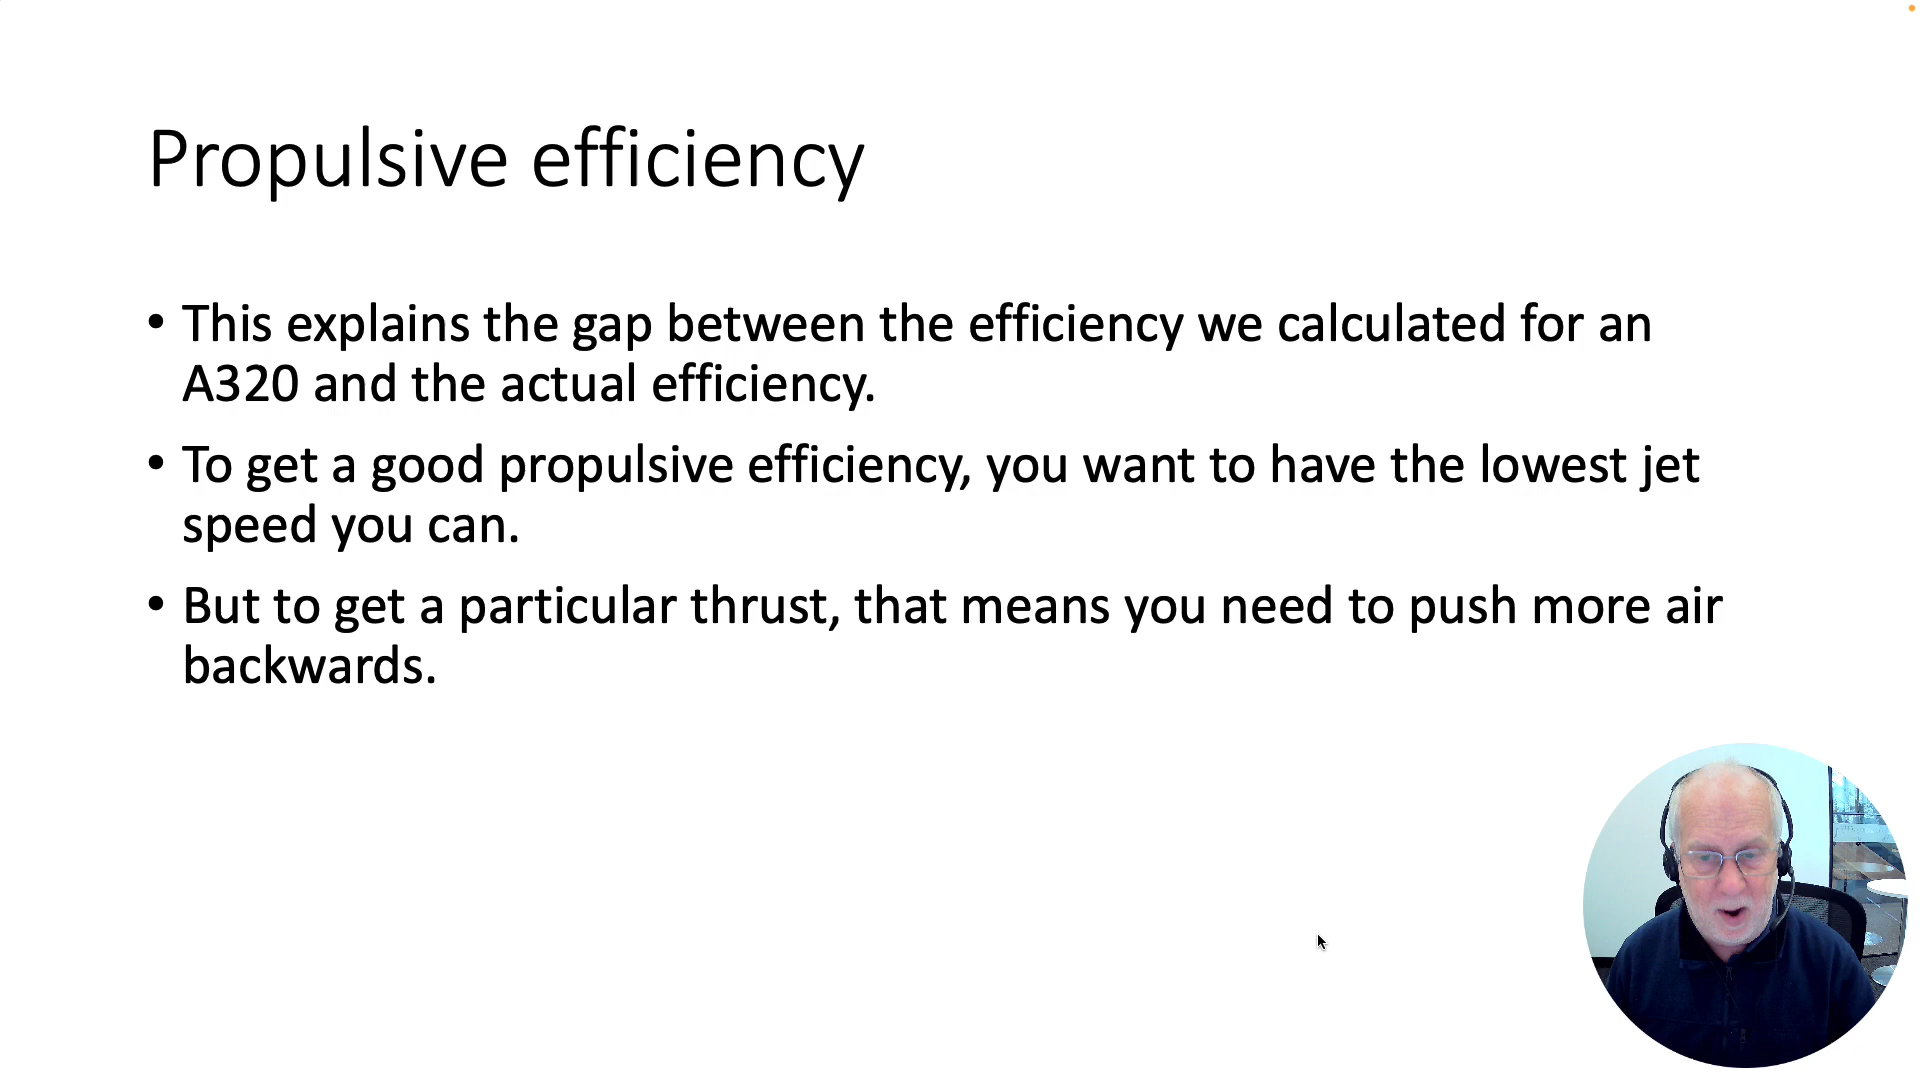 Propulsive efficiency
• This explains the gap between the efficiency we calculated for an
A320 and the actual efficiency.
• To get a good propulsive efficiency, you want to have the lowest jet
speed you can.
• But to get a particular thrust, that means you need to push more air
backwards.